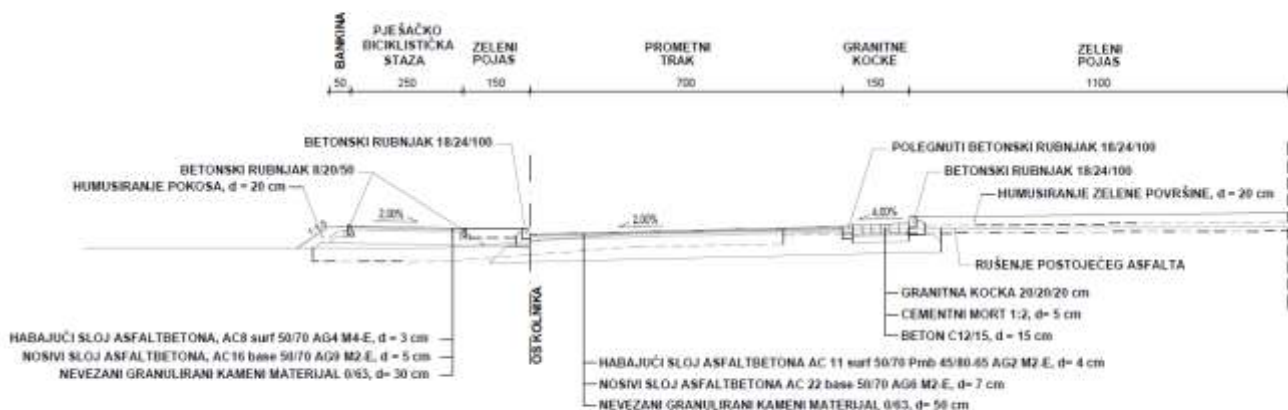 BANKINA
PJEŠAČKO
BICIKLISTIČKA
STAZA
ZELENI
POJAS
PROMETNI
TRAK
GRANITNE
KOCKE
ZELENI
POJAS
50
250
150
700
150
1100
BETONSKI RUBNJAK 18/24/100
BETONSKI RUBNJAK 8/20/50
HUMUSIRANJE POKOSA, d = 20 cm
POLEGNUTI BETONSKI RUBNJAK 18/24/100
BETONSKI RUBNJAK 18/24/100
HUMUSIRANJE ZELENE POVRŠINE, d = 20 cm
2,00%
2,00%
4,00%
RUŠENJE POSTOJEĆEG ASFALTA
OS KOLNIKA
GRANITNA KOCKA 20/20/20 cm
CEMENTNI MORT 1:2, d= 5 cm
BETON C12/15, d= 15 cm
HABAJUĆI SLOJ ASFALTBETONA, AC8 surf 50/70 AG4 M4-E, d = 3 cm
NOSIVI SLOJ ASFALTBETONA, AC16 base 50/70 AG9 M2-E, d = 5 cm
NEVEZANI GRANULIRANI KAMENI MATERIJAL 0/63, d= 30 cm
HABAJUĆI SLOJ ASFALTBETONA AC 11 surf 50/70 Pmb 45/80-65 AG2 M2-E, d= 4 cm
NOSIVI SLOJ ASFALTBETONA AC 22 base 50/70 AG6 M2-E, d= 7 cm
NEVEZANI GRANULIRANI KAMENI MATERIJAL 0/63, d= 50 cm